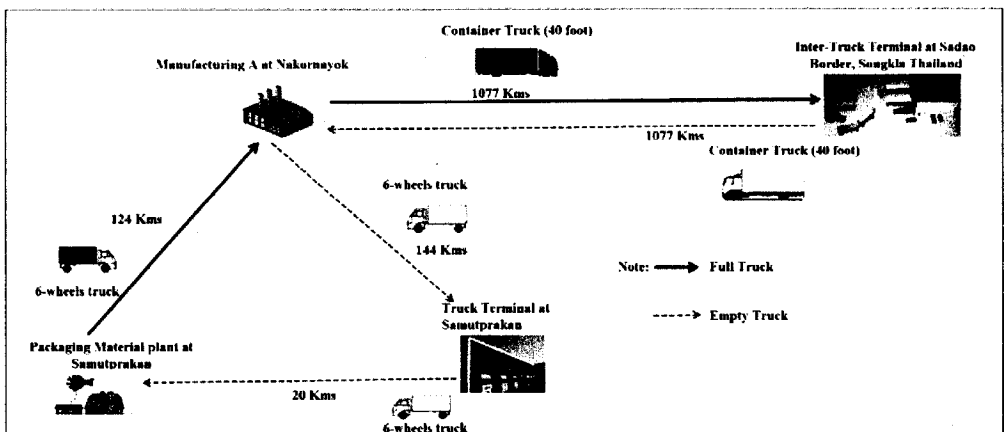 Container Truck (40 foot)
Manufacturing A at Nakornayok
Inter-Truck Terminal at Sadao
Border, Songkla Thailand
1077 Kms
1077 Kms
Container Truck (40 foot)
6-wheels truck
124 Kms
144 Kms
6-wheels truck
Note:
Full Truck
Truck Terminal at
Samutprakan
Empty Truck
Packaging Material plant at
Samutprakan
20 Kms
6-wheels truck